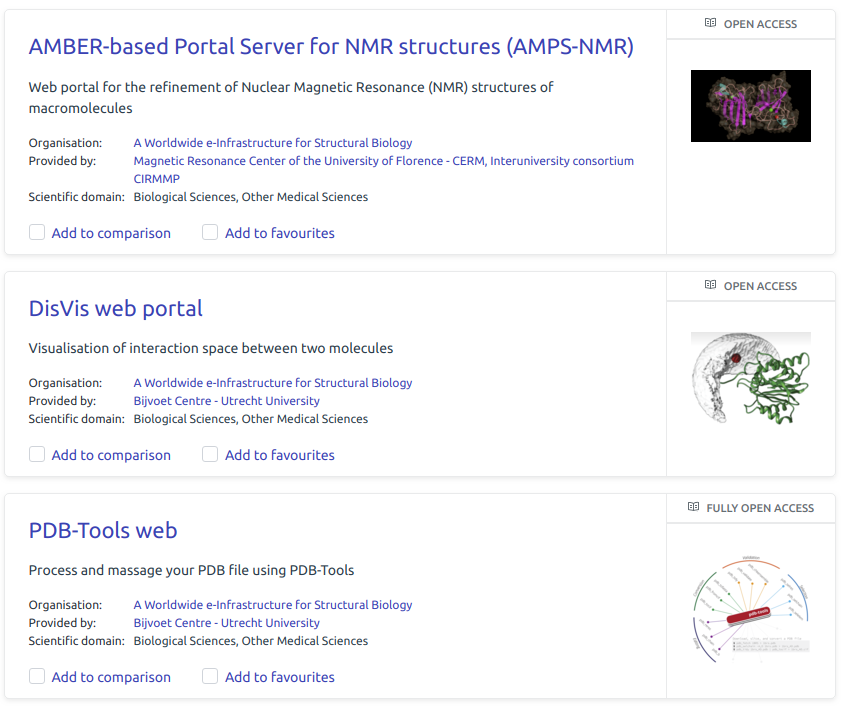 OPEN ACCESS
AMBER-based Portal Server for NMR structures (AMPS-NMR)
Web portal for the refinement of Nuclear Magnetic Resonance (NMR) structures of
macromolecules
Organisation: A Worldwide e-Infrastructure for Structural Biology
Provided by: Magnetic Resonance Center of the University of Florence - CERM, Interuniversity consortium
CIRMMP
Scientific domain: Biological Sciences, Other Medical Sciences
Add to comparison Add to favourites
OPEN ACCESS
DisVis web portal
Visualisation of interaction space between two molecules
Organisation: A Worldwide e-Infrastructure for Structural Biology
Provided by: Bijvoet Centre - Utrecht University
Scientific domain: Biological Sciences, Other Medical Sciences
Add to comparison Add to favourites
FULLY OPEN ACCESS
PDB-Tools web
Process and massage your PDB file using PDB-Tools
Organisation: A Worldwide e-Infrastructure for Structural Biology
Provided by: Bijvoet Centre - Utrecht University
Scientific domain: Biological Sciences, Other Medical Sciences
Add to comparison Add to favourites
pdb-tools